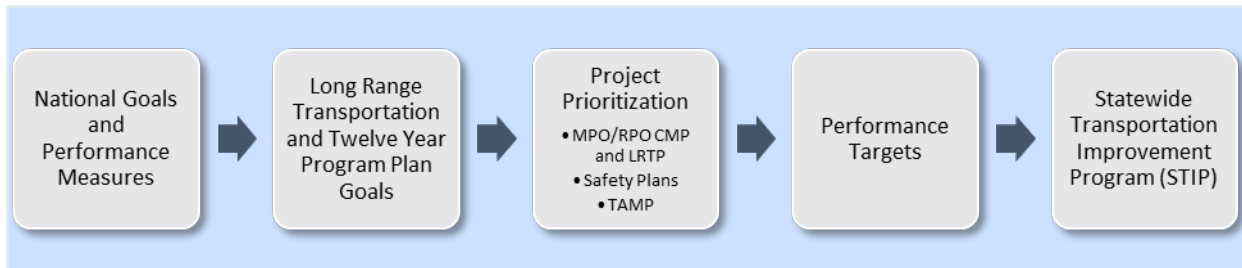 National Goals
and
Performance
Measures
Long Range
Transportation
and Twelve Year
Program Plan
Goals
Project
Prioritization
• MPO/RPO CMP
and LRTP
• Safety Plans
• TAMP
Performance
Targets
Statewide
Transportation
Improvement
Program (STIP)